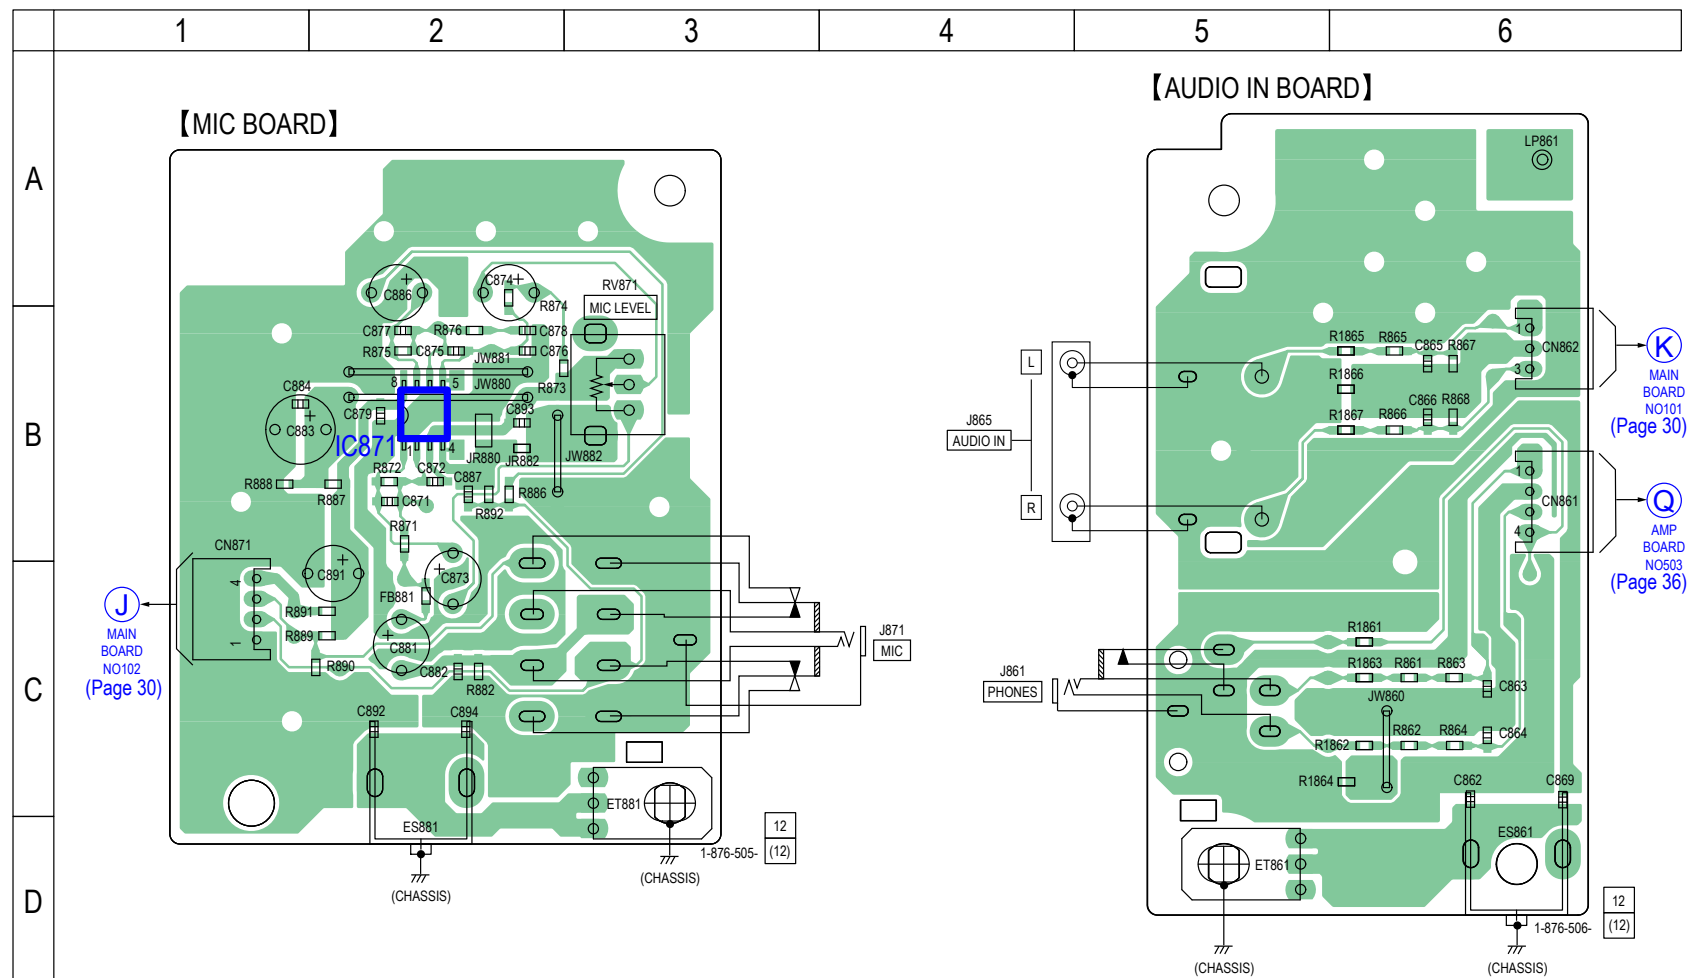 1 2 3 4 5 6
A
B
C
D
【MIC BOARD】
C886
C874
R874
RV871
MIC LEVEL
C877
R876
C878
R875
C875
C876
JW881
8
5
JW880
R873
C884
C879
C893
C883
IC871
1
4
JR880
JR882
JW882
R872
C872
C887
R888
R887
C871
R892
R886
R871
CN871
C891
C873
FB881
4
1
R891
R889
C881
R890
C882
R882
C892
C894
ET881
ES881
J
MAIN
BOARD
NO102
(Page 30)
J871
MIC
1-876-505-
12
(12)
(CHASSIS)
(CHASSIS)
【AUDIO IN BOARD】
LP861
R1865
R865
C865
R867
1
CN862
3
R1866
C866
R868
R1867
R866
L
J865
AUDIO IN
R
1
CN861
4
K
MAIN
BOARD
NO101
(Page 30)
Q
AMP
BOARD
NO503
(Page 36)
R1861
R1863
R861
R863
C863
J861
PHONES
JW860
R1862
R862
R864
C864
R1864
C862
C869
ET861
ES861
1-876-506-
12
(12)
(CHASSIS)
(CHASSIS)